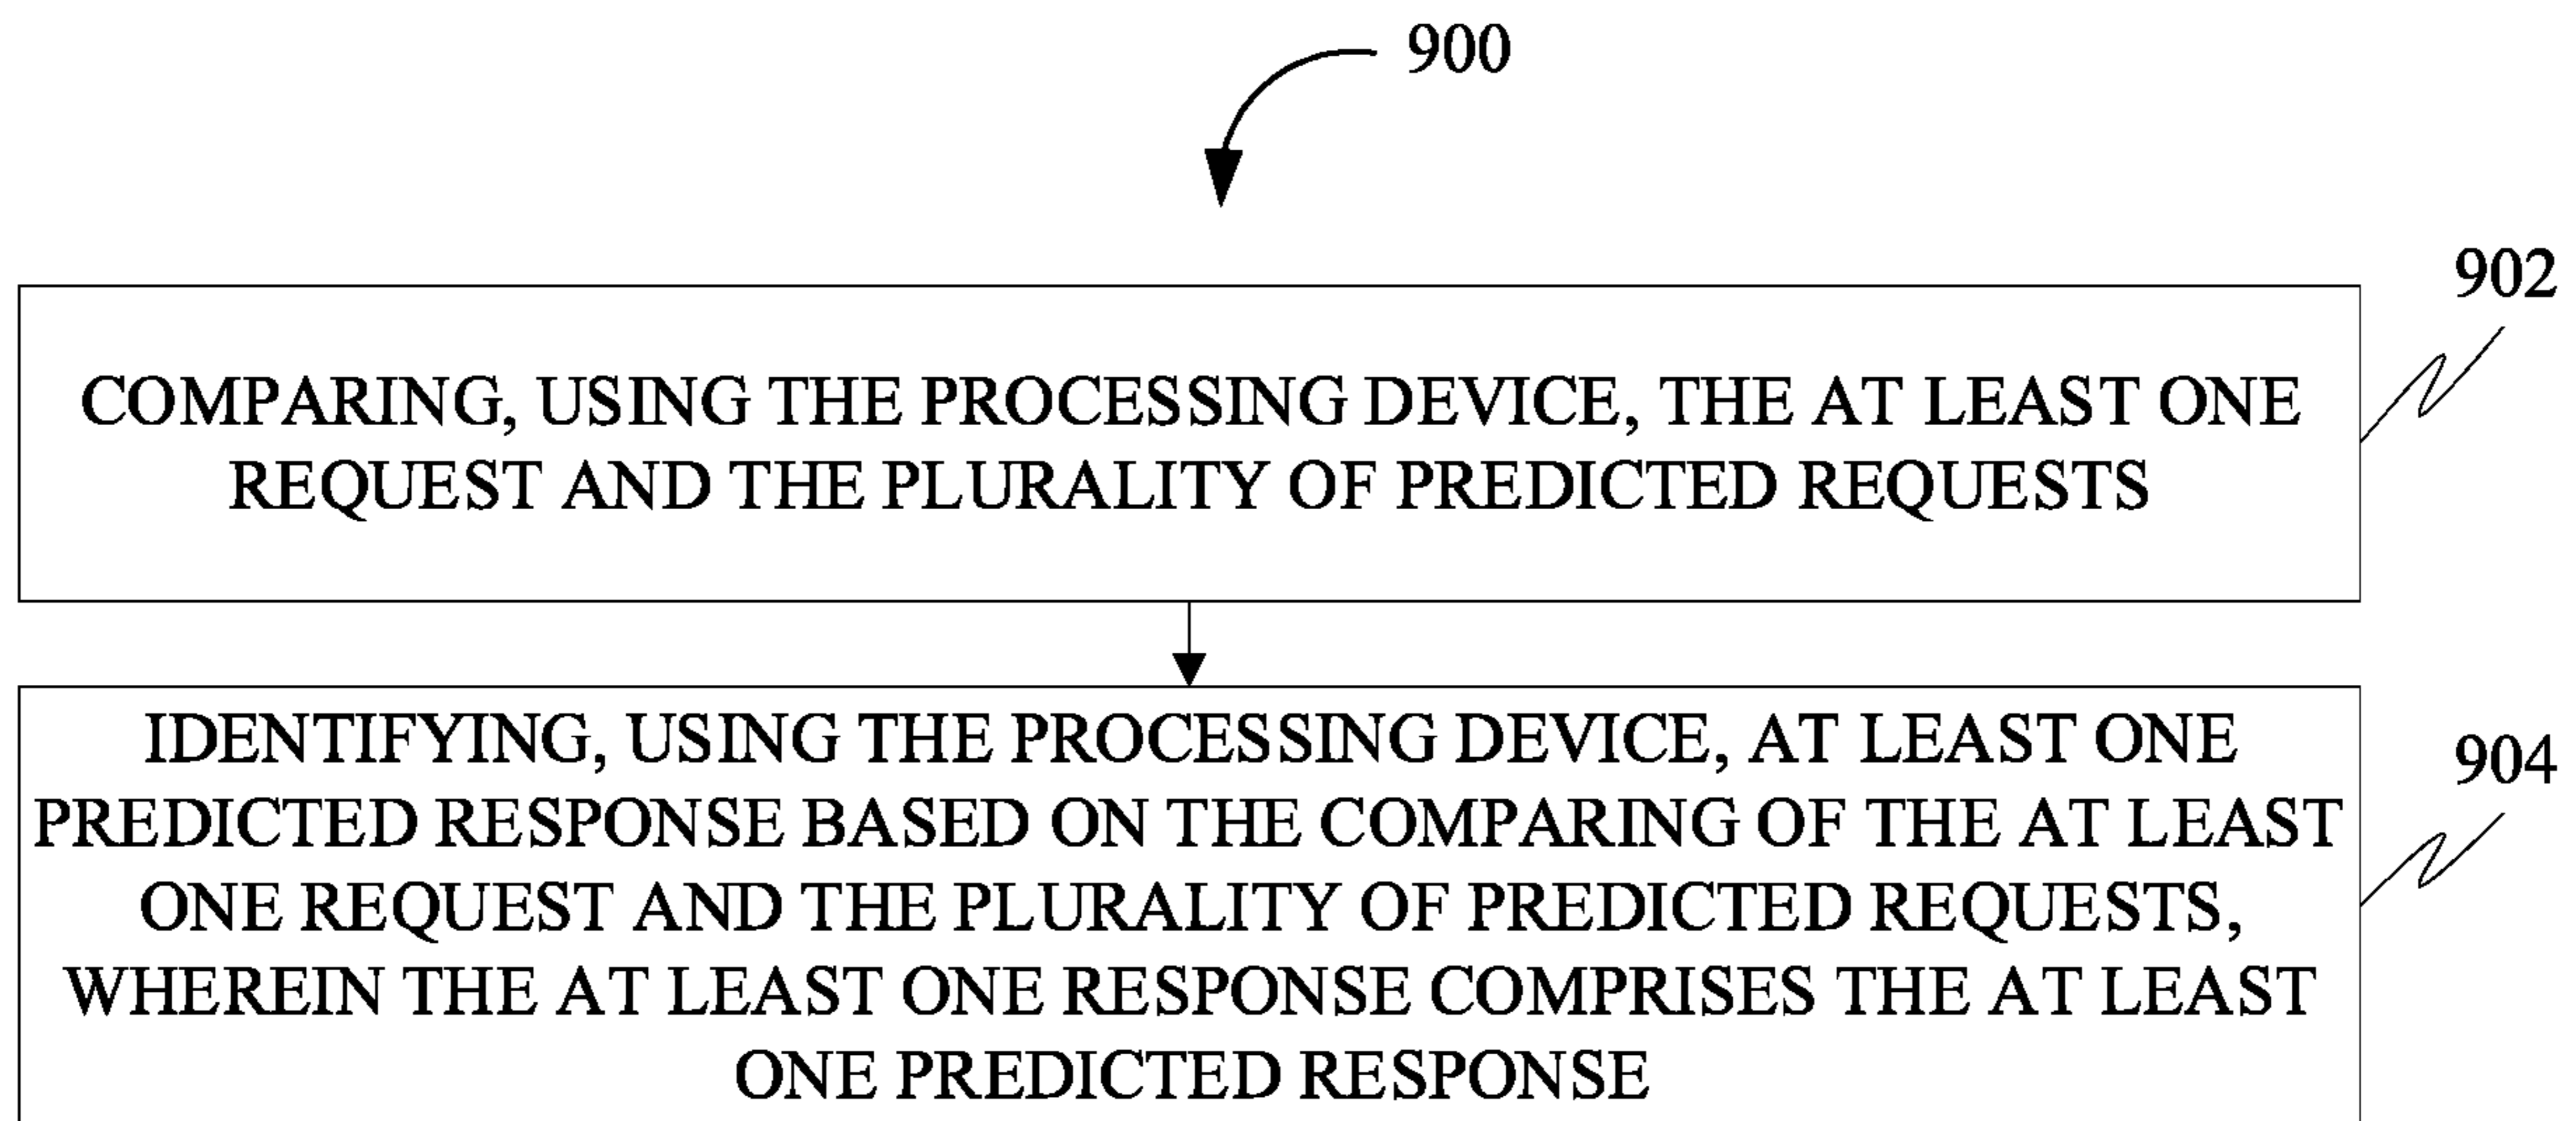 900
902
COMPARING, USING THE PROCESSING DEVICE, THE AT LEAST ONE
REQUEST AND THE PLURALITY OF PREDICTED REQUESTS
904
IDENTIFYING, USING THE PROCESSING DEVICE, AT LEAST ONE
PREDICTED RESPONSE BASED ON THE COMPARING OF THE AT LEAST
ONE REQUEST AND THE PLURALITY OF PREDICTED REQUESTS,
WHEREIN THE AT LEAST ONE RESPONSE COMPRISES THE AT LEAST
ONE PREDICTED RESPONSE